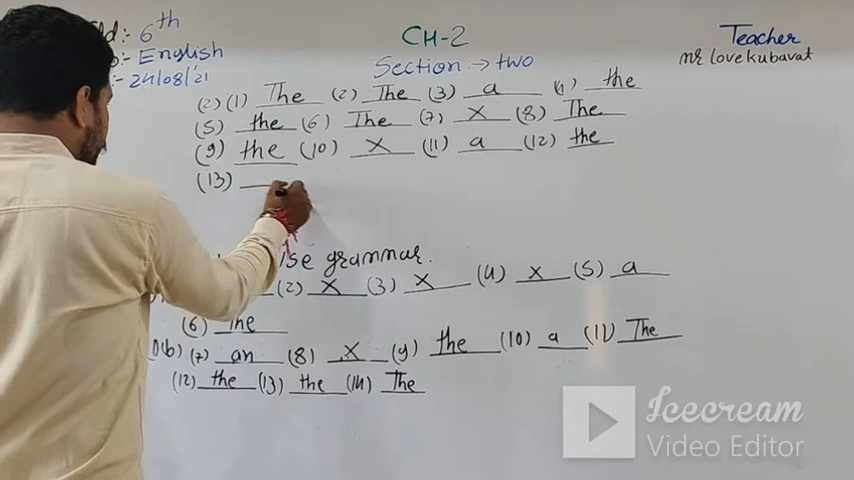 6th
CH-2
Teacher
English
mr love kubavat
24/08/21
Section :→ two
(2) (1) The (2) The (3) a (4) the
(5) the (6) The (7) x (8) The
(9) the (10) x (11) a (12) the
(13)
grammar.
(2) x (3) x (4) x (5) a
(6) The
(7) an (8) x (9) the (10) a (11) The
(12) the (13) the (14) The
Icecream
Video Editor